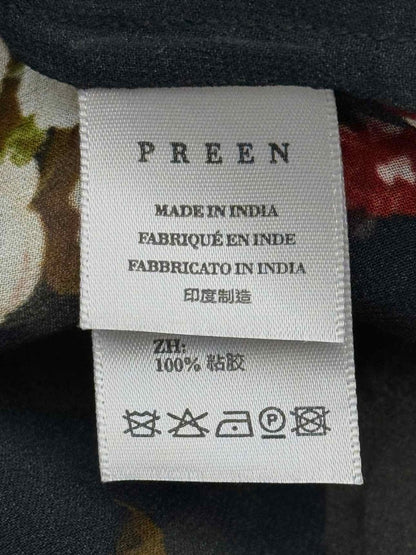 PREEN
MADE IN INDIA
FABRIQUÉ EN INDE
FABBRICATO IN INDIA
印度制造
ZH:
100% 粘胶
P